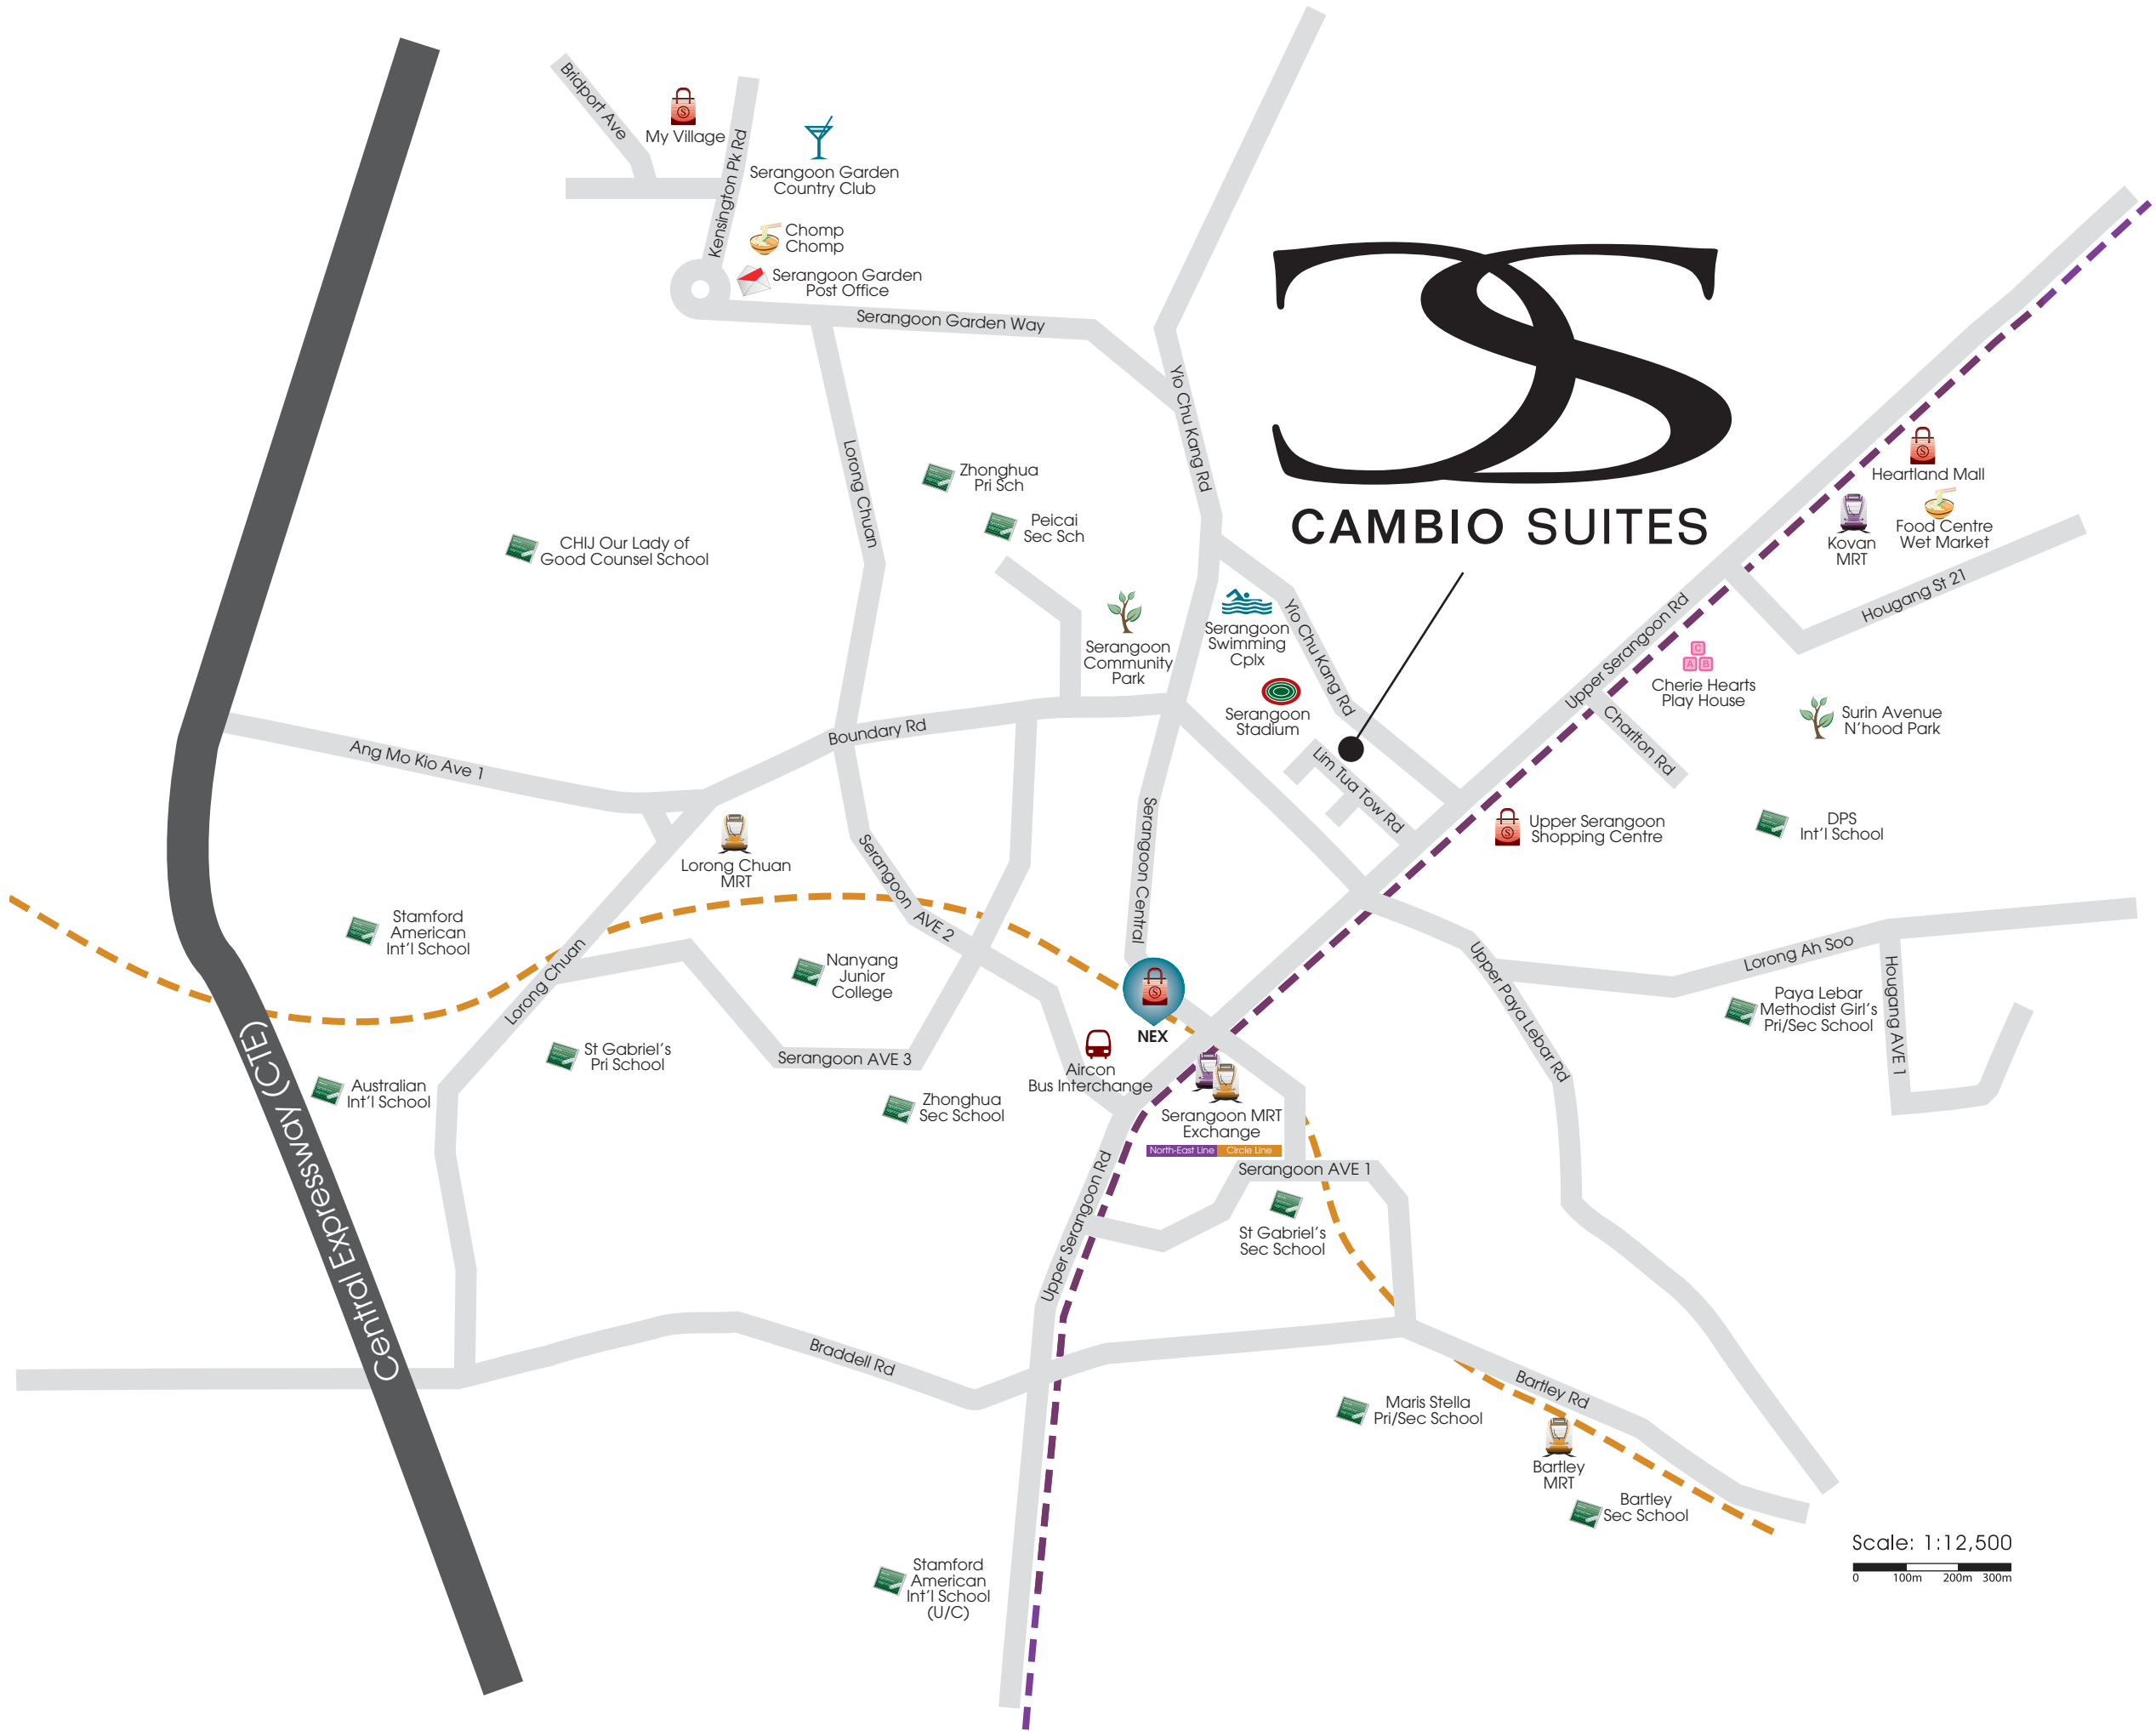 Bridport Ave
My Village
Kensington Pk Rd
Serangoon Garden
Country Club
Chomp
Chomp
Serangoon Garden
Post Office
Serangoon Garden Way
Yio Chu Kang Rd
Lorong Chuan
Zhonghua
Pri Sch
Peicai
Sec Sch
CHIJ Our Lady of
Good Counsel School
CS
CAMBIO SUITES
Heartland Mall
Food Centre
Wet Market
Kovan
MRT
Hougang St 21
Upper Serangoon Rd
Serangoon
Swimming
Cplx
Yio Chu Kang Rd
Serangoon
Community
Park
C
A B
Cherie Hearts
Play House
Charlton Rd
Surin Avenue
N'hood Park
Serangoon
Stadium
Lim Tua Tow Rd
Boundary Rd
Ang Mo Kio Ave 1
Upper Serangoon
Shopping Centre
DPS
Int'l School
Lorong Chuan
MRT
Serangoon AVE 2
Serangoon Central
Stamford
American
Int'l School
Lorong Chuan
Nanyang
Junior
College
Lorong Ah Soo
Hougang AVE 1
Upper Paya Lebar Rd
Paya Lebar
Methodist Girl's
Pri/Sec School
NEX
Central Expressway (CTE)
St Gabriel's
Pri School
Serangoon AVE 3
Aircon
Bus Interchange
Australian
Int'l School
Zhonghua
Sec School
Serangoon MRT
Exchange
North-East Line
Circle Line
Serangoon AVE 1
Upper Serangoon Rd
St Gabriel's
Sec School
Braddell Rd
Bartley Rd
Maris Stella
Pri/Sec School
Bartley
MRT
Bartley
Sec School
Stamford
American
Int'l School
(U/C)
Scale: 1:12,500
0 100m 200m 300m